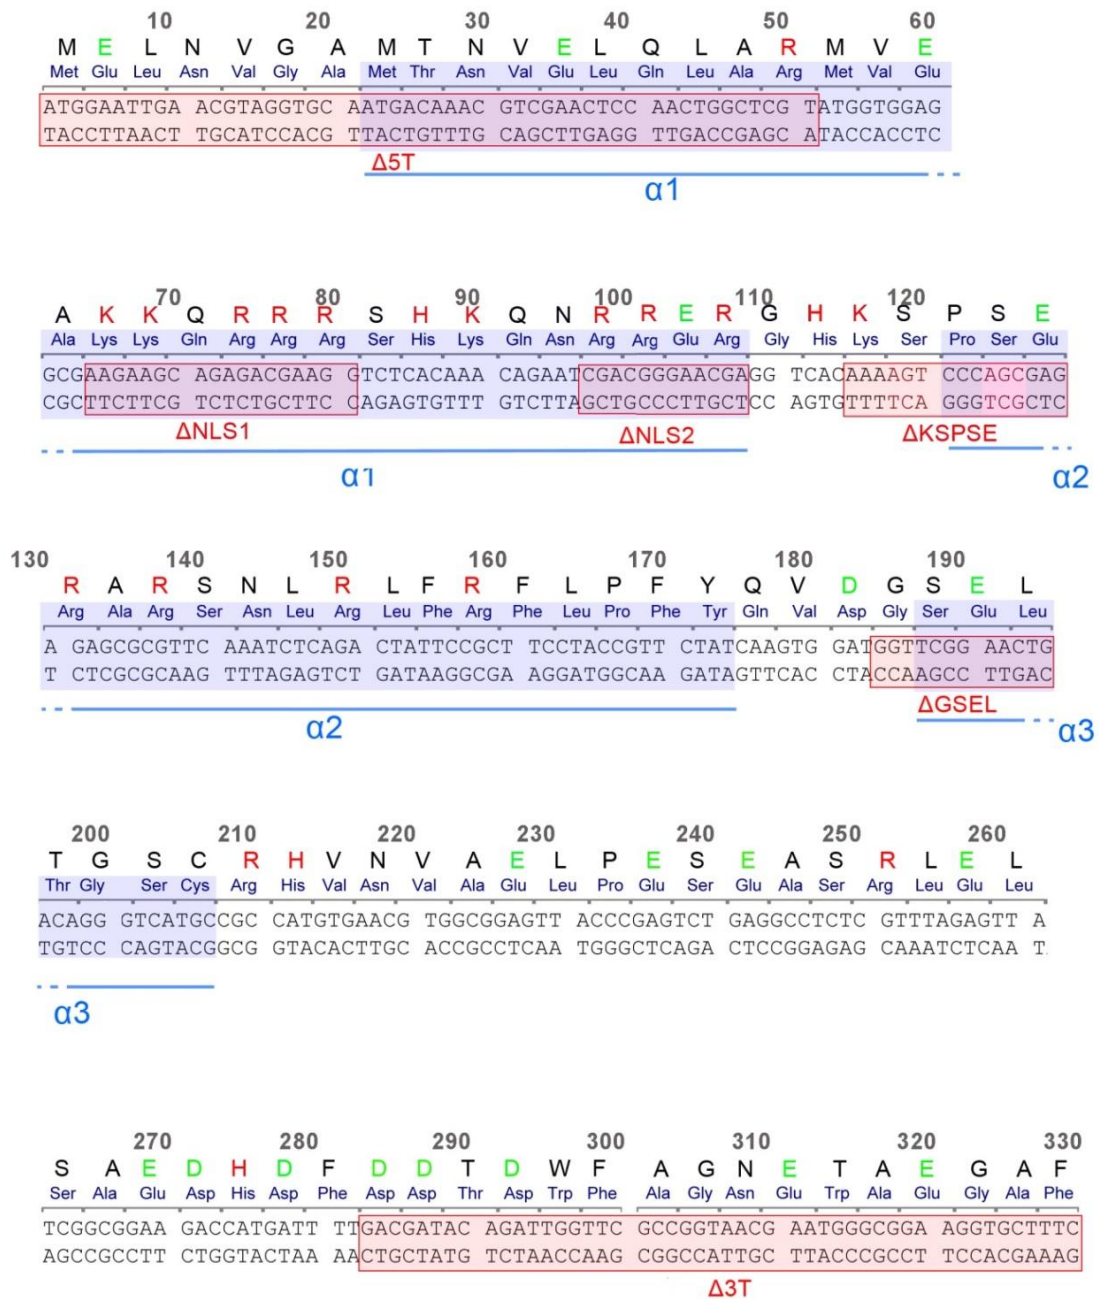 10 20 30 40 50 60
M E L N V G A M T N V E L Q L A R M V E
Met Glu Leu Asn Val Gly Ala Met Thr Asn Val Glu Leu Gln Leu Ala Arg Met Val Glu
ATGGAATTGA ACGTAGGTGC AATGACAAAC GTCGAACTCC AACTGGCTCG TATGGTGGAG
TACCTTAACT TGCATCCACG TTACTGTTTG CAGCTTGAGG TTGACCGAGC ATACCACCTC
Δ5T
α1
70 80 90 100 110 120
A K K Q R R R S H K Q N R R E R G H K S P S E
Ala Lys Lys Gln Arg Arg Arg Ser His Lys Gln Asn Arg Arg Glu Arg Gly His Lys Ser Pro Ser Glu
GCGAAGAAGC AGAGACGAAG GTCTCACAAA CAGAATCGACGGGAACGAGG TCACAAAAGT CCCAGCGAG
CGCTTCTTCG TCTCTGCTTC CAGAGTGTTT GTCTTAGCTGCCCTTGCTCC AGTGTTTTCA GGGTCGCTC
ΔNLS1 ΔNLS2 ΔKSPSE
α1 α2
130 140 150 160 170 180 190
R A R S N L R L F R F L P F Y Q V D G S E L
Arg Ala Arg Ser Asn Leu Arg Leu Phe Arg Phe Leu Pro Phe Tyr Gln Val Asp Gly Ser Glu Leu
A GAGCGCGTTC AAATCTCAGA CTATTCCGCT TCCTACCGTT CTATCAAGTG GATGGTTCGG AACTG
T CTCGCGCAAG TTTAGAGTCT GATAAGGCGA AGGATGGCAA GATAGTTCAC CTACCAAGCC TTGAC
ΔGSEL
α2 α3
200 210 220 230 240 250 260
T G S C R H V N V A E L P E S E A S R L E L
Thr Gly Ser Cys Arg His Val Asn Val Ala Glu Leu Pro Glu Ser Glu Ala Ser Arg Leu Glu Leu
ACAGG GTCATGCCGC CATGTGAACG TGGCGGAGTT ACCCGAGTCT GAGGCCTCTC GTTTAGAGTT A
TGTCC CAGTACGGCG GTACACTTGC ACCGCCTCAA TGGGCTCAGA CTCCGGAGAG CAAATCTCAA T
α3
270 280 290 300 310 320 330
S A E D H D F D D T D W F A G N E T A E G A F
Ser Ala Glu Asp His Asp Phe Asp Asp Thr Asp Trp Phe Ala Gly Asn Glu Trp Ala Glu Gly Ala Phe
TCGGCGGAA GACCATGATT TTGACGATAC AGATTGGTTC GCCGGTAACG AATGGGCGGA AGGTGCTTTC
AGCCGCCTT CTGGTACTAA AACTGCTATG TCTAACCAAG CGGCCATTGC TTACCCGCCT TCCACGAAAG
Δ3T